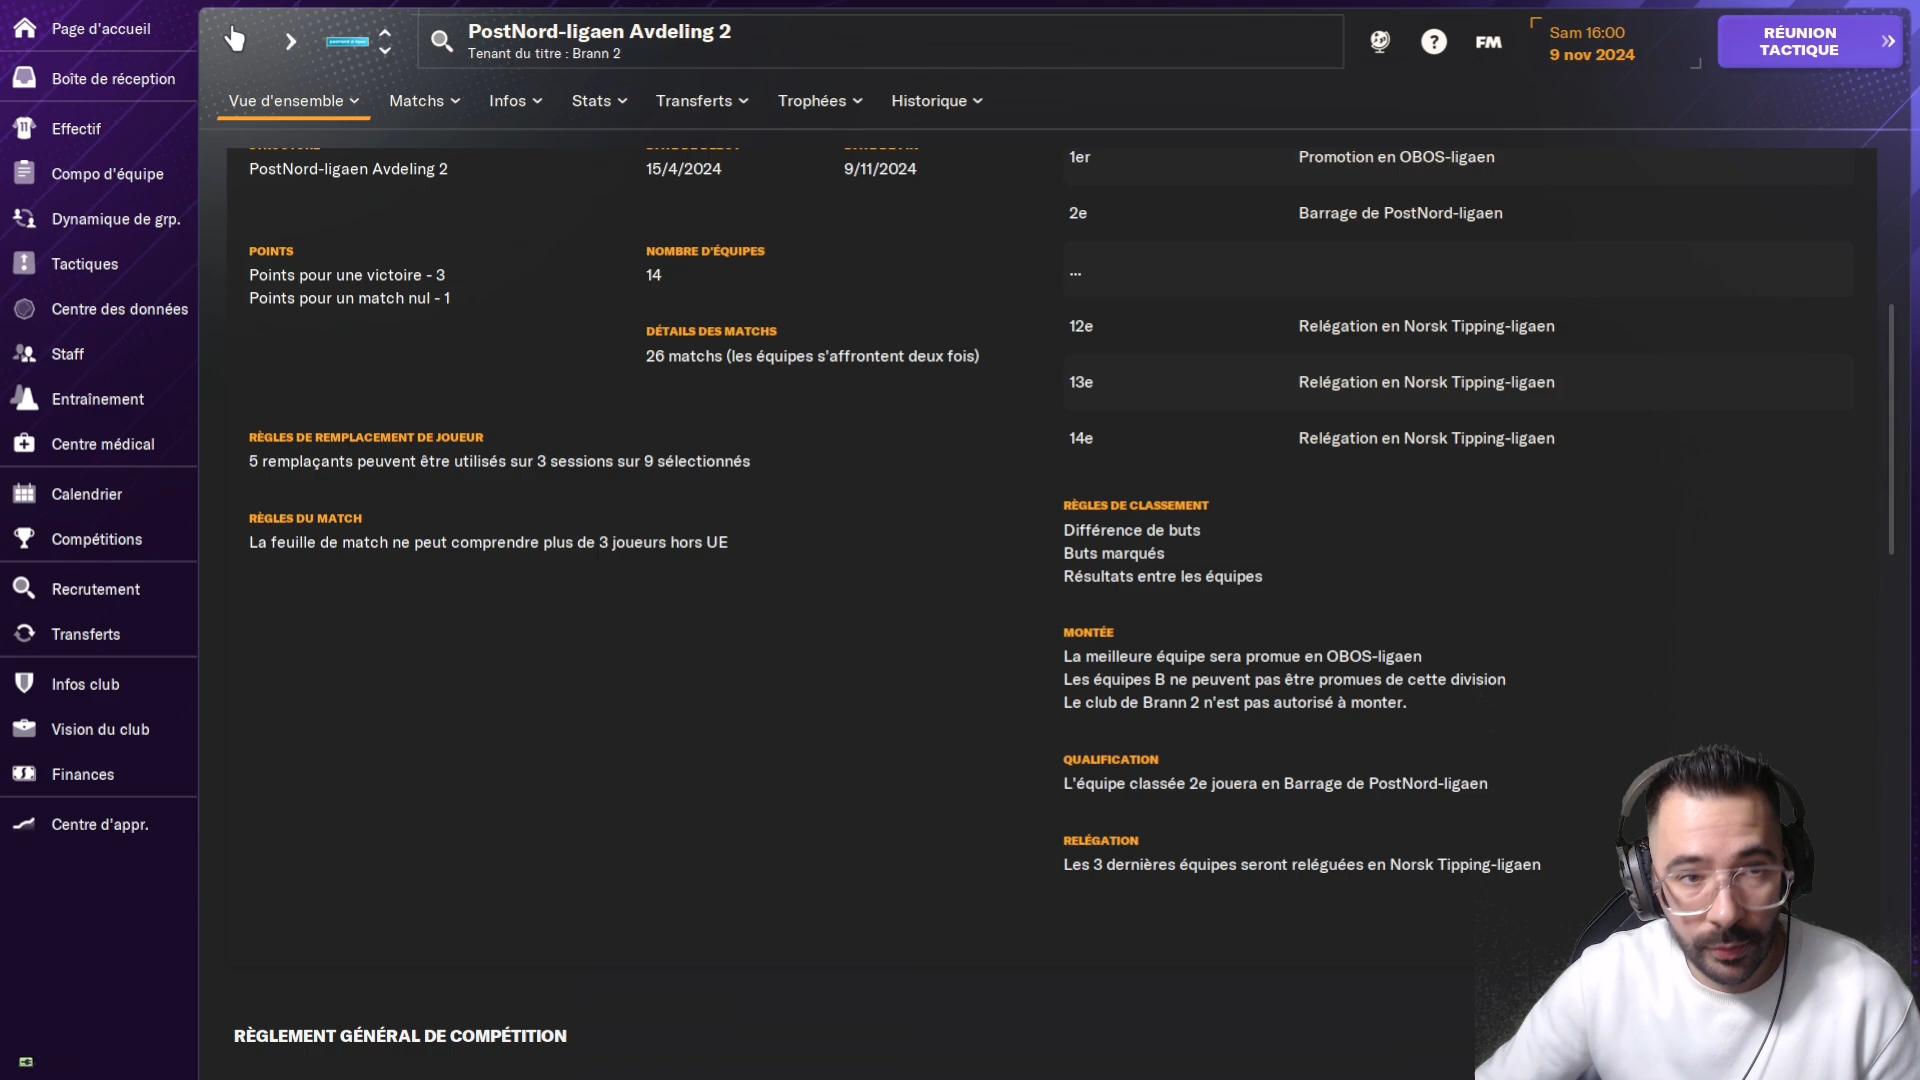 Page d'accueil
Boîte de réception
Effectif
Compo d'équipe
Dynamique de grp.
Tactiques
Centre des données
Staff
Entraînement
Centre médical
Calendrier
Compétitions
Recrutement
Transferts
Infos club
Vision du club
Finances
Centre d'appr.
PostNord-ligaen Avdeling 2
Tenant du titre : Brann 2
?
FM
Sam 16:00
9 nov 2024
RÉUNION
TACTIQUE
Vue d'ensemble
Matchs
Infos
Stats
Transferts
Trophées
Historique
PostNord-ligaen Avdeling 2
15/4/2024
9/11/2024
POINTS
Points pour une victoire - 3
Points pour un match nul - 1
NOMBRE D'ÉQUIPES
14
DÉTAILS DES MATCHS
26 matchs (les équipes s'affrontent deux fois)
RÈGLES DE REMPLACEMENT DE JOUEUR
5 remplaçants peuvent être utilisés sur 3 sessions sur 9 sélectionnés
RÈGLES DU MATCH
La feuille de match ne peut comprendre plus de 3 joueurs hors UE
1er Promotion en OBOS-ligaen
2e Barrage de PostNord-ligaen
...
12e Relégation en Norsk Tipping-ligaen
13e Relégation en Norsk Tipping-ligaen
14e Relégation en Norsk Tipping-ligaen
RÈGLES DE CLASSEMENT
Différence de buts
Buts marqués
Résultats entre les équipes
MONTÉE
La meilleure équipe sera promue en OBOS-ligaen
Les équipes B ne peuvent pas être promues de cette division
Le club de Brann 2 n'est pas autorisé à monter.
QUALIFICATION
L'équipe classée 2e jouera en Barrage de PostNord-ligaen
RELÉGATION
Les 3 dernières équipes seront reléguées en Norsk Tipping-ligaen
RÈGLEMENT GÉNÉRAL DE COMPÉTITION